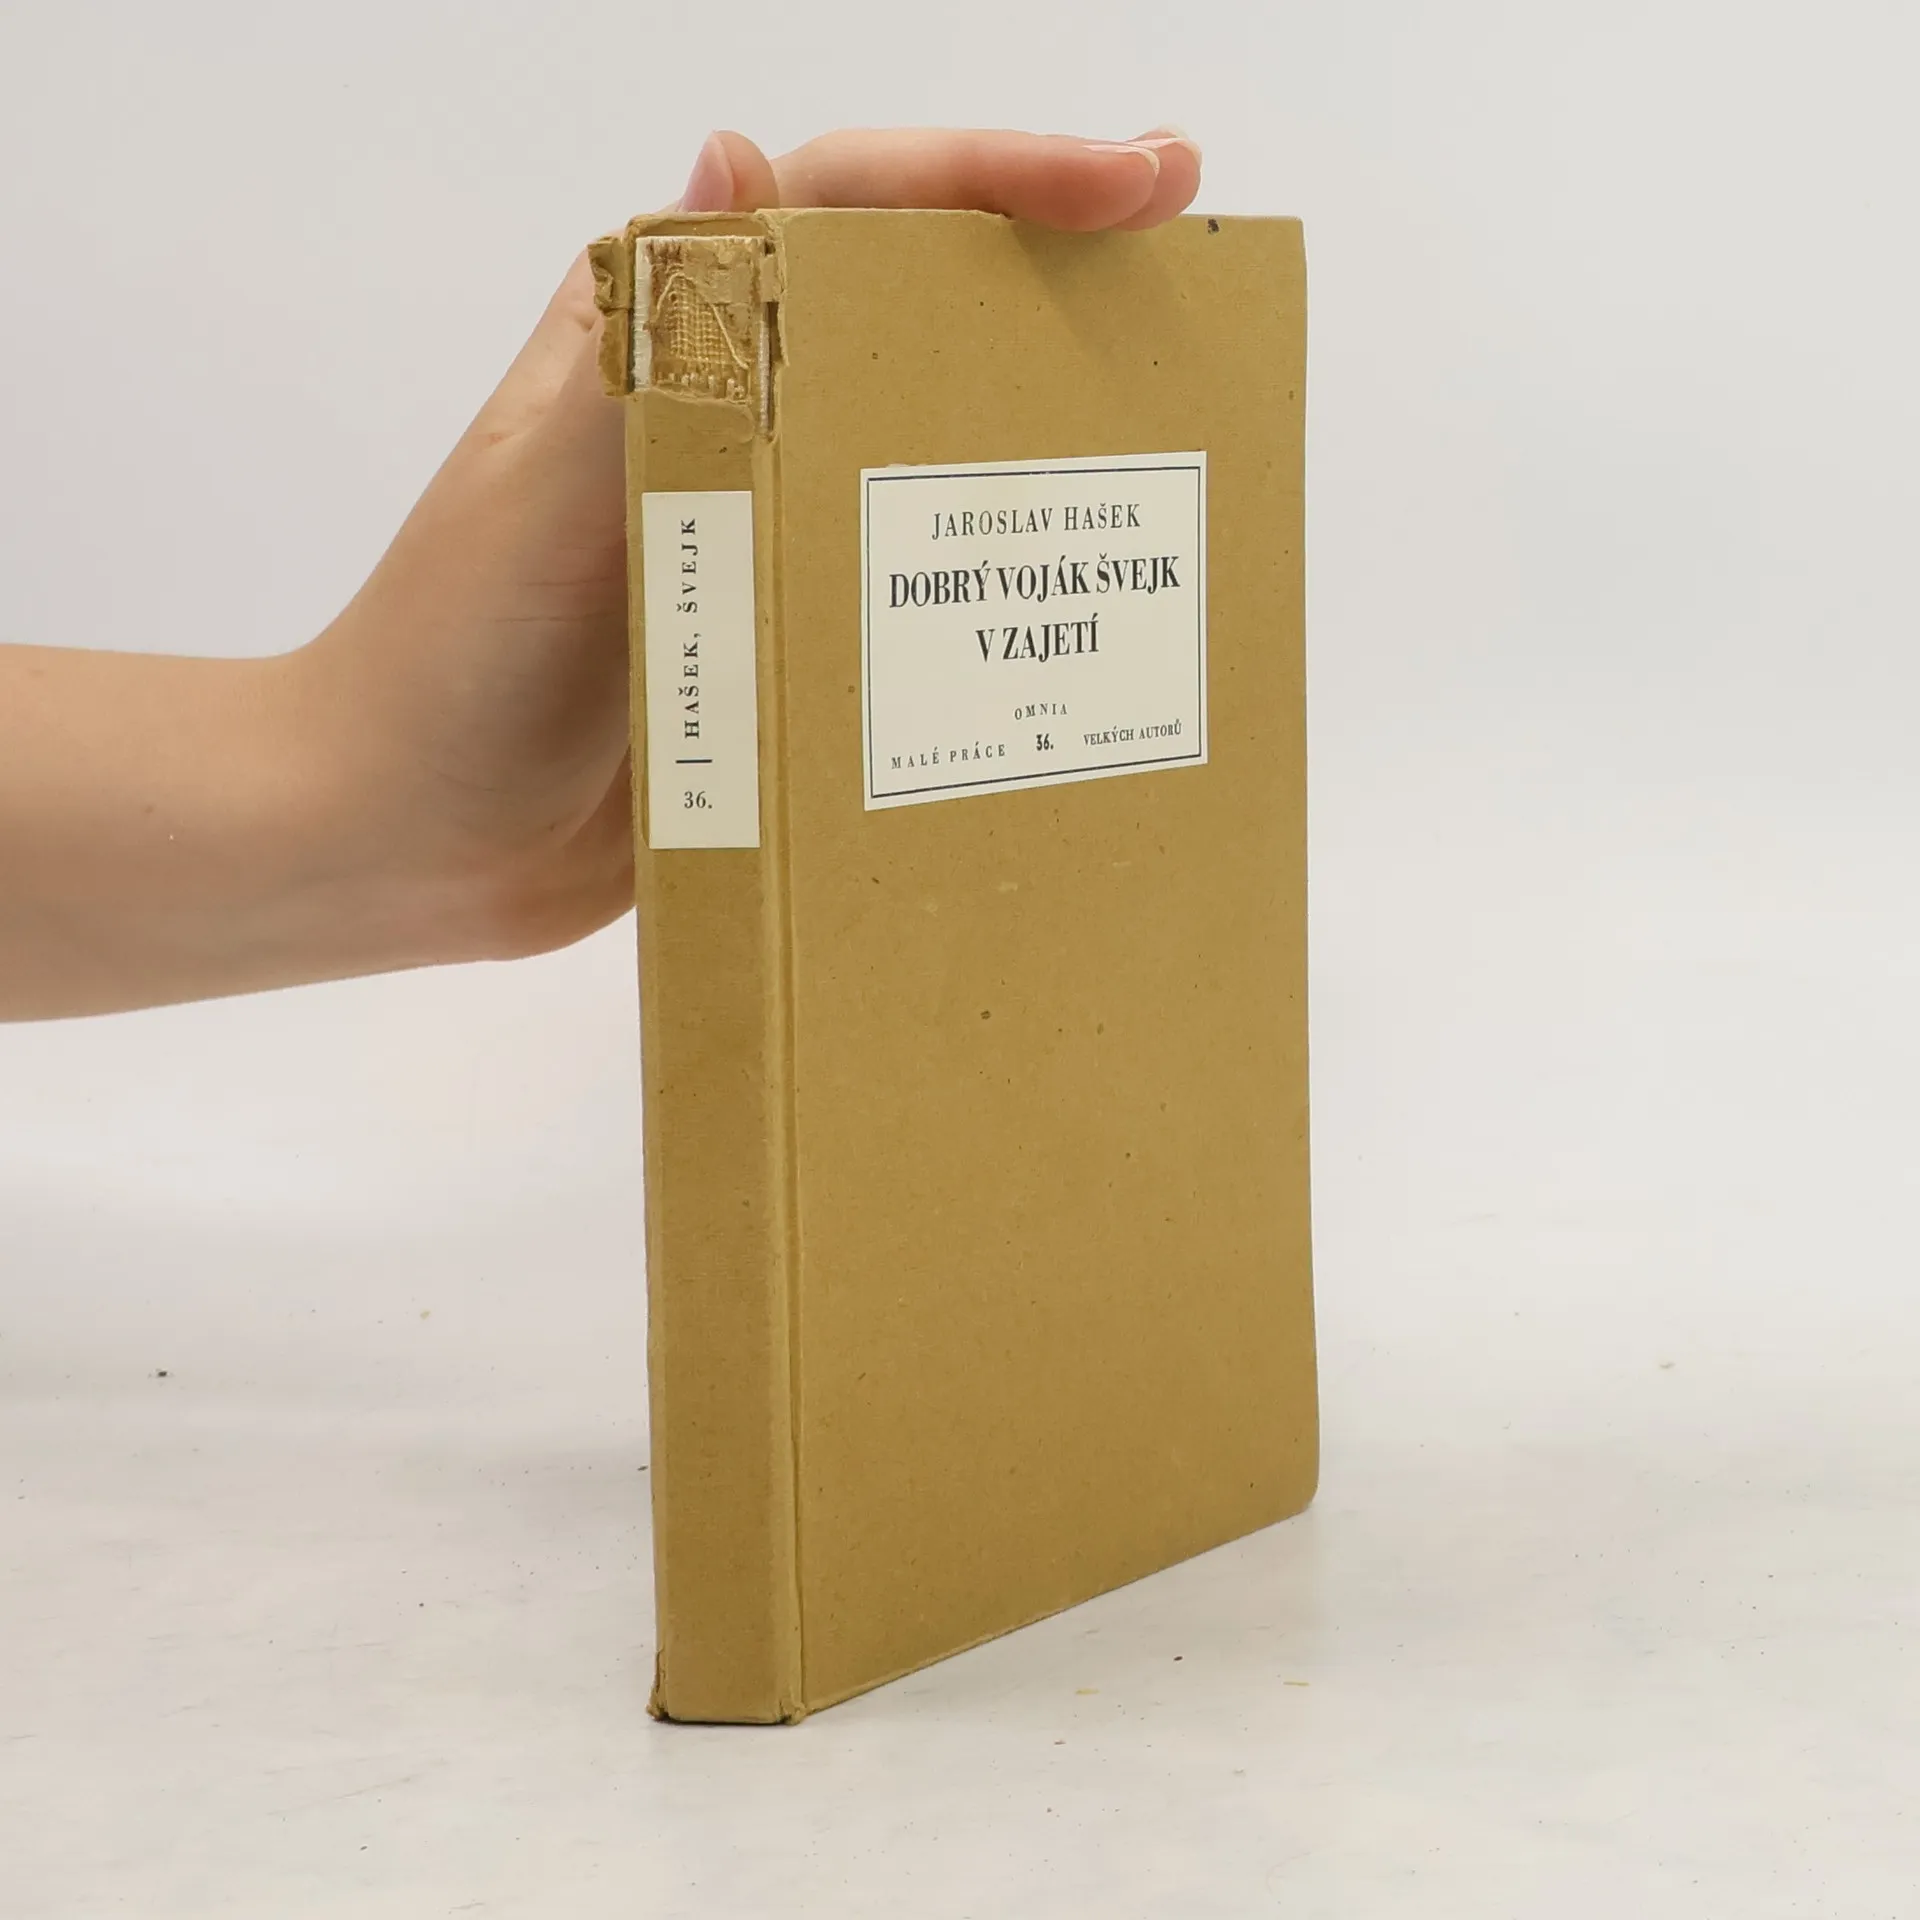 HAŠEK, ŠVEJK
36.
JAROSLAV HAŠEK
DOBRÝ VOJÁK ŠVEJK
V ZAJETÍ
OMNIA
MALÉ PRÁCE 36. VELKÝCH AUTORŮ